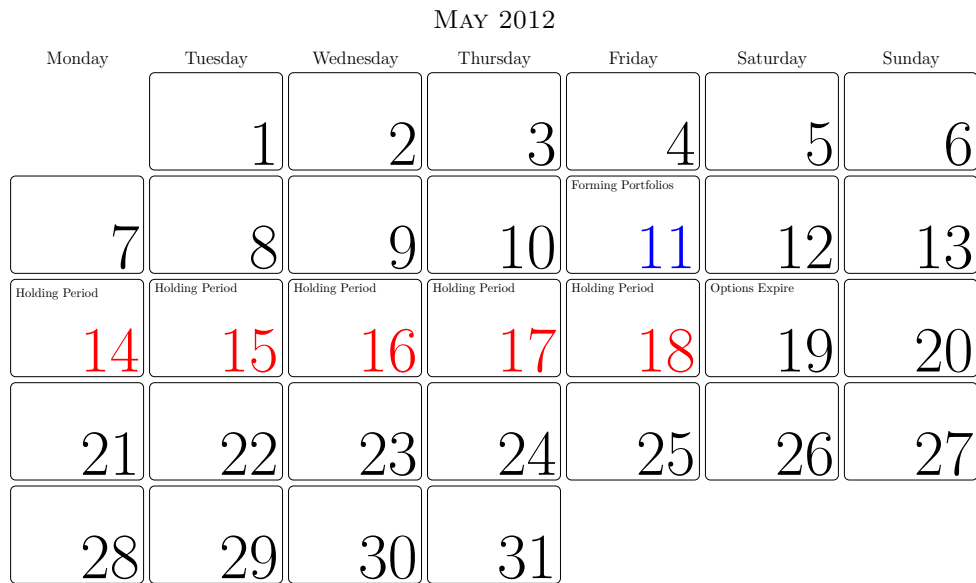 May 2012
Monday Tuesday Wednesday Thursday Friday Saturday Sunday
1 2 3 4 5 6
Forming Portfolios
7 8 9 10 11 12 13
Holding Period Holding Period Holding Period Holding Period Holding Period Options Expire
14 15 16 17 18 19 20
21 22 23 24 25 26 27
28 29 30 31